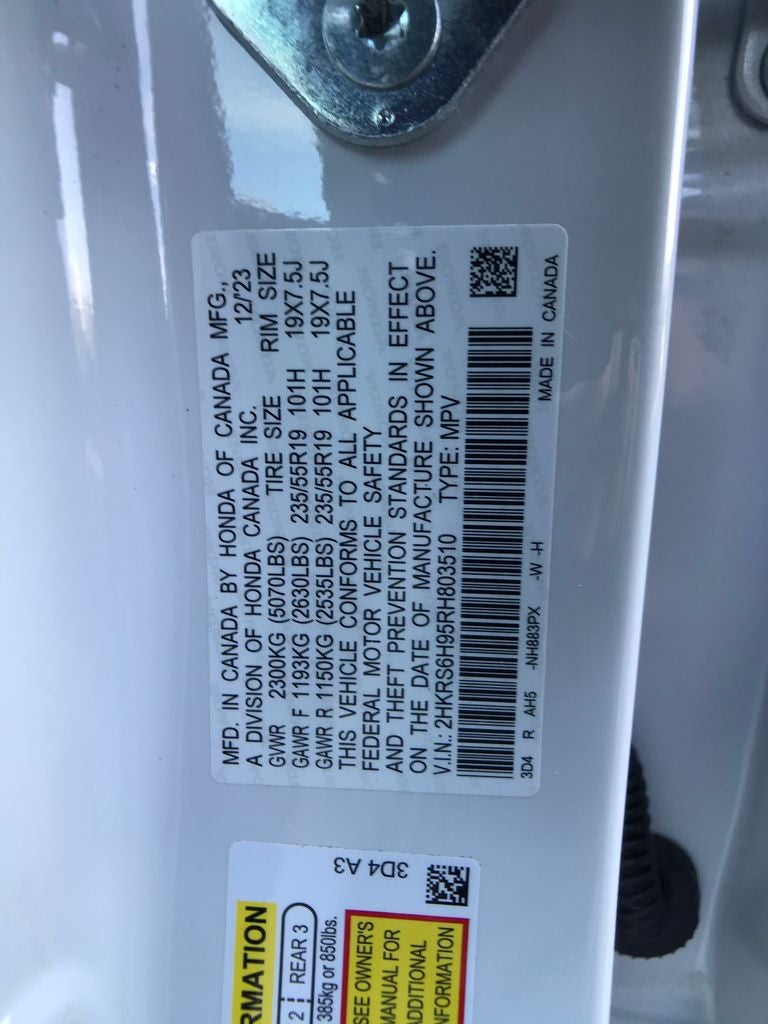 MFD. IN CANADA BY HONDA OF CANADA MFG.,
A DIVISION OF HONDA CANADA INC. 12/'23
GVWR 2300KG (5070LBS) TIRE SIZE RIM SIZE
GAWR F 1193KG (2630LBS) 235/55R19 101H 19X7.5J
GAWR R 1150KG (2535LBS) 235/55R19 101H 19X7.5J
THIS VEHICLE CONFORMS TO ALL APPLICABLE
FEDERAL MOTOR VEHICLE SAFETY
AND THEFT PREVENTION STANDARDS IN EFFECT
ON THE DATE OF MANUFACTURE SHOWN ABOVE.
V.I.N.: 2HKRS6H95RH803510 TYPE: MPV
3D4 R AH5 -NH883PX -W -H MADE IN CANADA
3D4 A3
RMATION
2 REAR 3
385kg or 850lbs.
SEE OWNER'S
MANUAL FOR
ADDITIONAL
INFORMATION